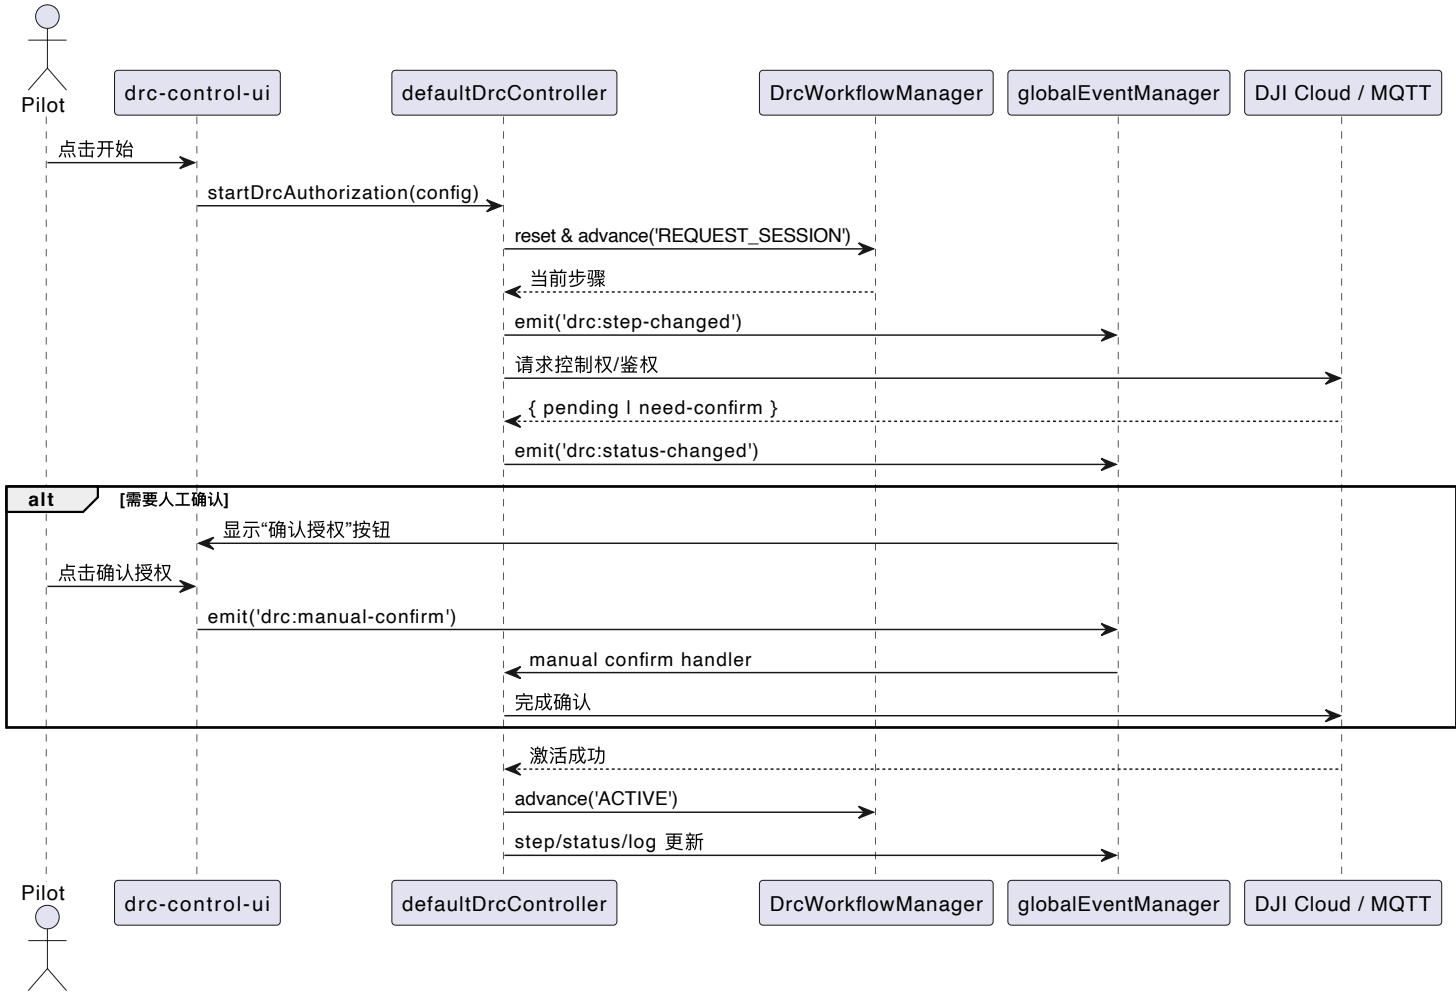 Pilot
drc-control-ui
defaultDrcController
DrcWorkflowManager
globalEventManager
DJI Cloud / MQTT
点击开始
startDrcAuthorization(config)
reset & advance('REQUEST_SESSION')
当前步骤
emit('drc:step-changed')
请求控制权/鉴权
{ pending | need-confirm }
emit('drc:status-changed')
alt
[需要人工确认]
显示“确认授权”按钮
点击确认授权
emit('drc:manual-confirm')
manual confirm handler
完成确认
激活成功
advance('ACTIVE')
step/status/log 更新
Pilot
drc-control-ui
defaultDrcController
DrcWorkflowManager
globalEventManager
DJI Cloud / MQTT